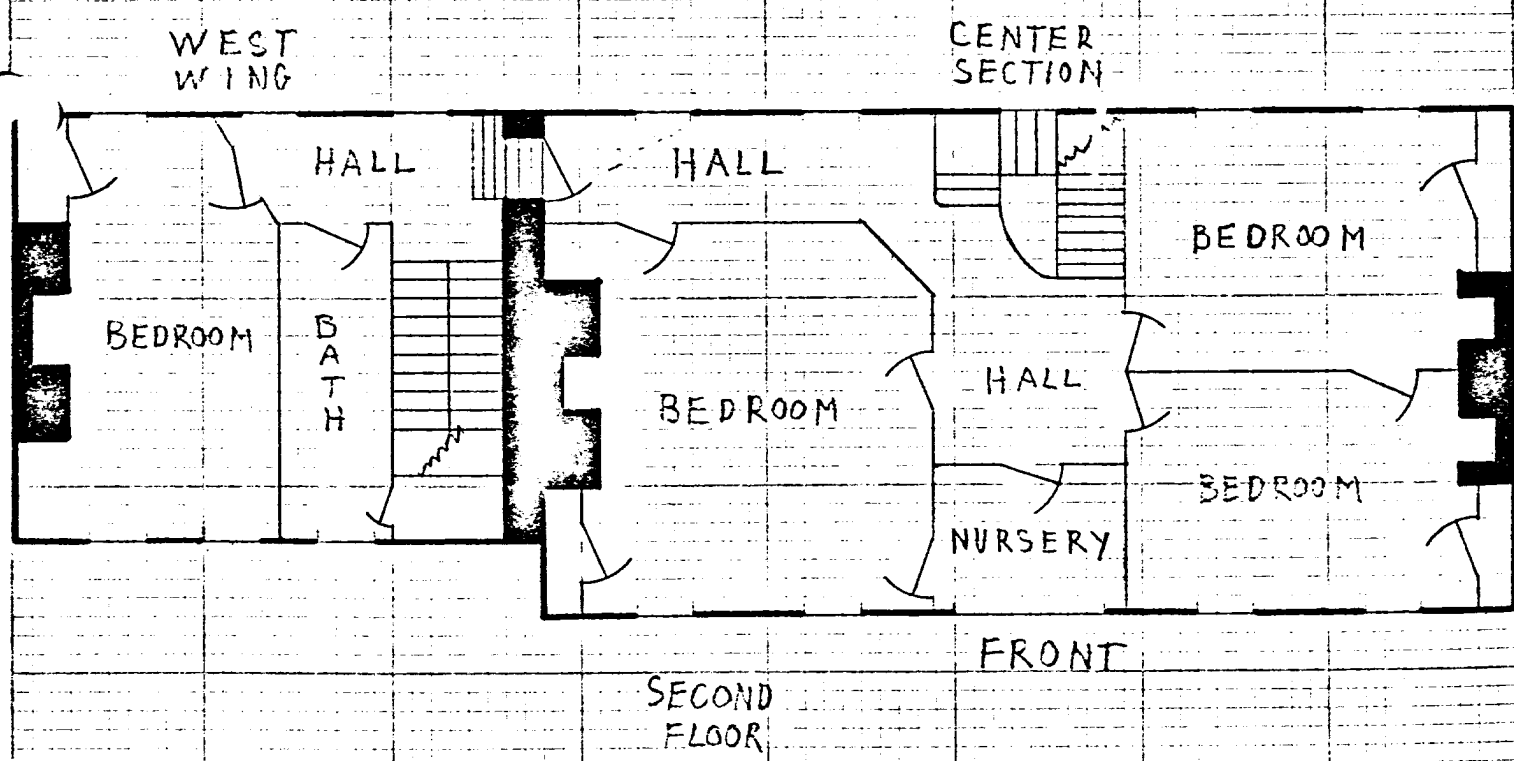 WEST
WING
CENTER
SECTION
HALL
HALL
BEDROOM
BEDROOM
B
A
T
H
HALL
BEDROOM
BEDROOM
NURSERY
FRONT
SECOND
FLOOR